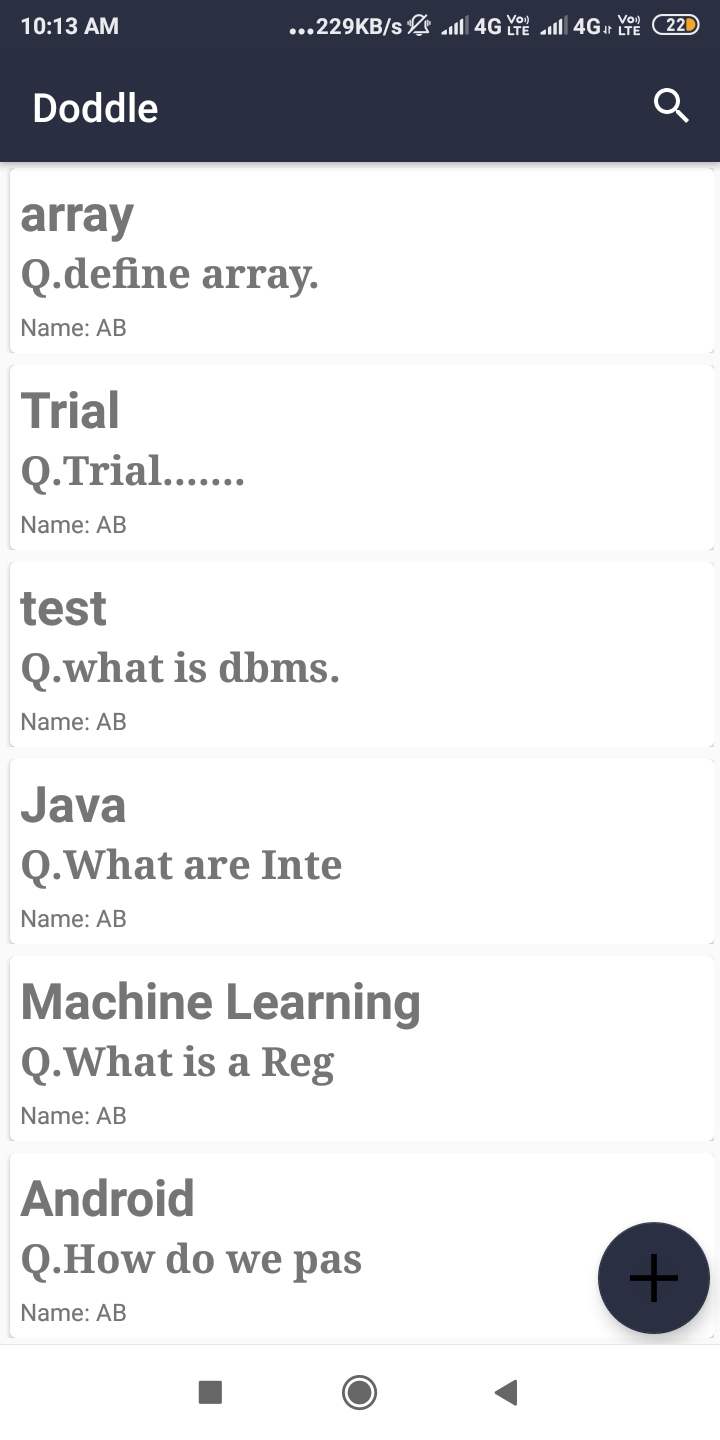 10:13 AM ...229KB/s 4G Vo) LTE 4G Vo) LTE 22
Doddle
array
Q.define array.
Name: AB
Trial
Q.Trial.......
Name: AB
test
Q.what is dbms.
Name: AB
Java
Q.What are Inte
Name: AB
Machine Learning
Q.What is a Reg
Name: AB
Android
Q.How do we pas
Name: AB